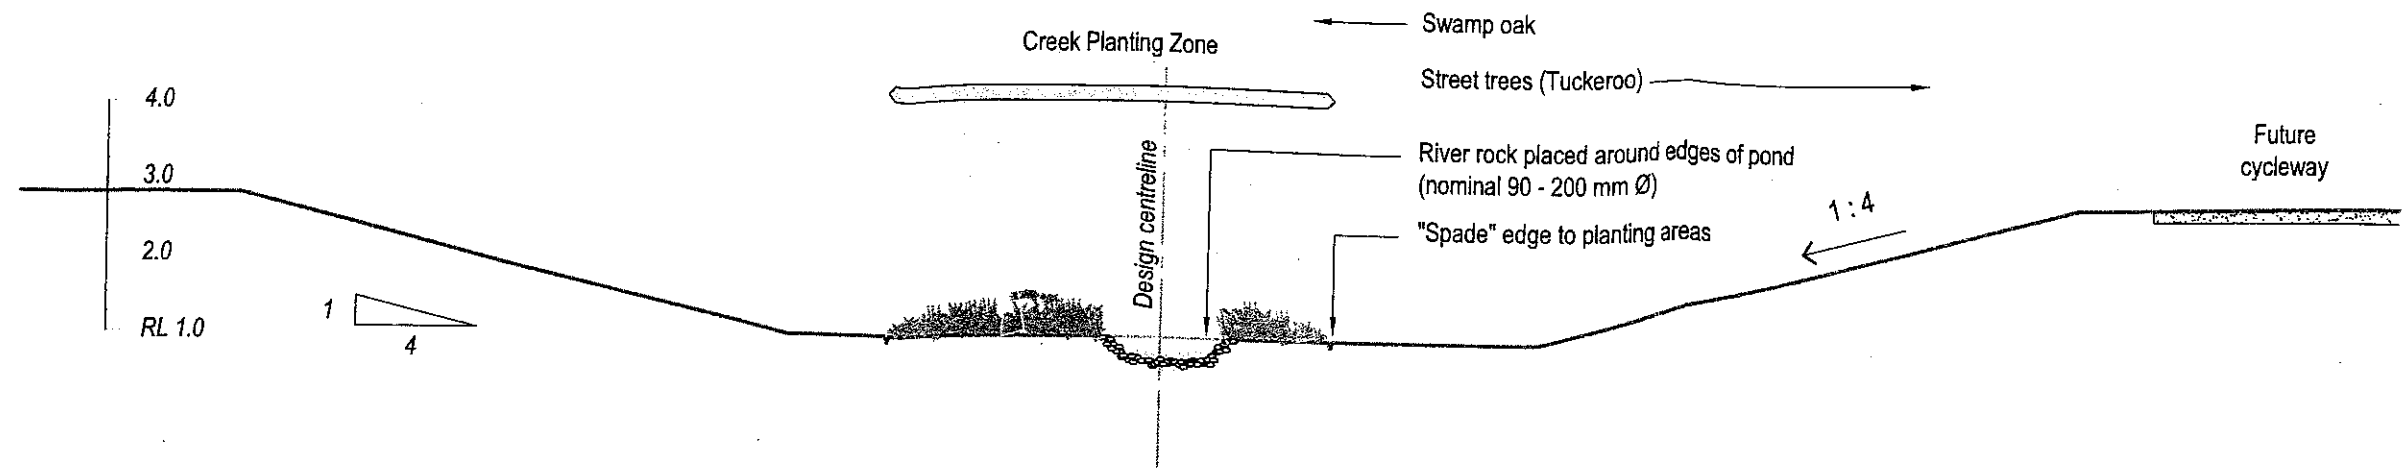 Swamp oak
Creek Planting Zone
Street trees (Tuckeroo)
4.0
3.0
2.0
RL 1.0
1
4
Design centreline
River rock placed around edges of pond
(nominal 90 - 200 mm Ø)
"Spade" edge to planting areas
1 : 4
Future
cycleway